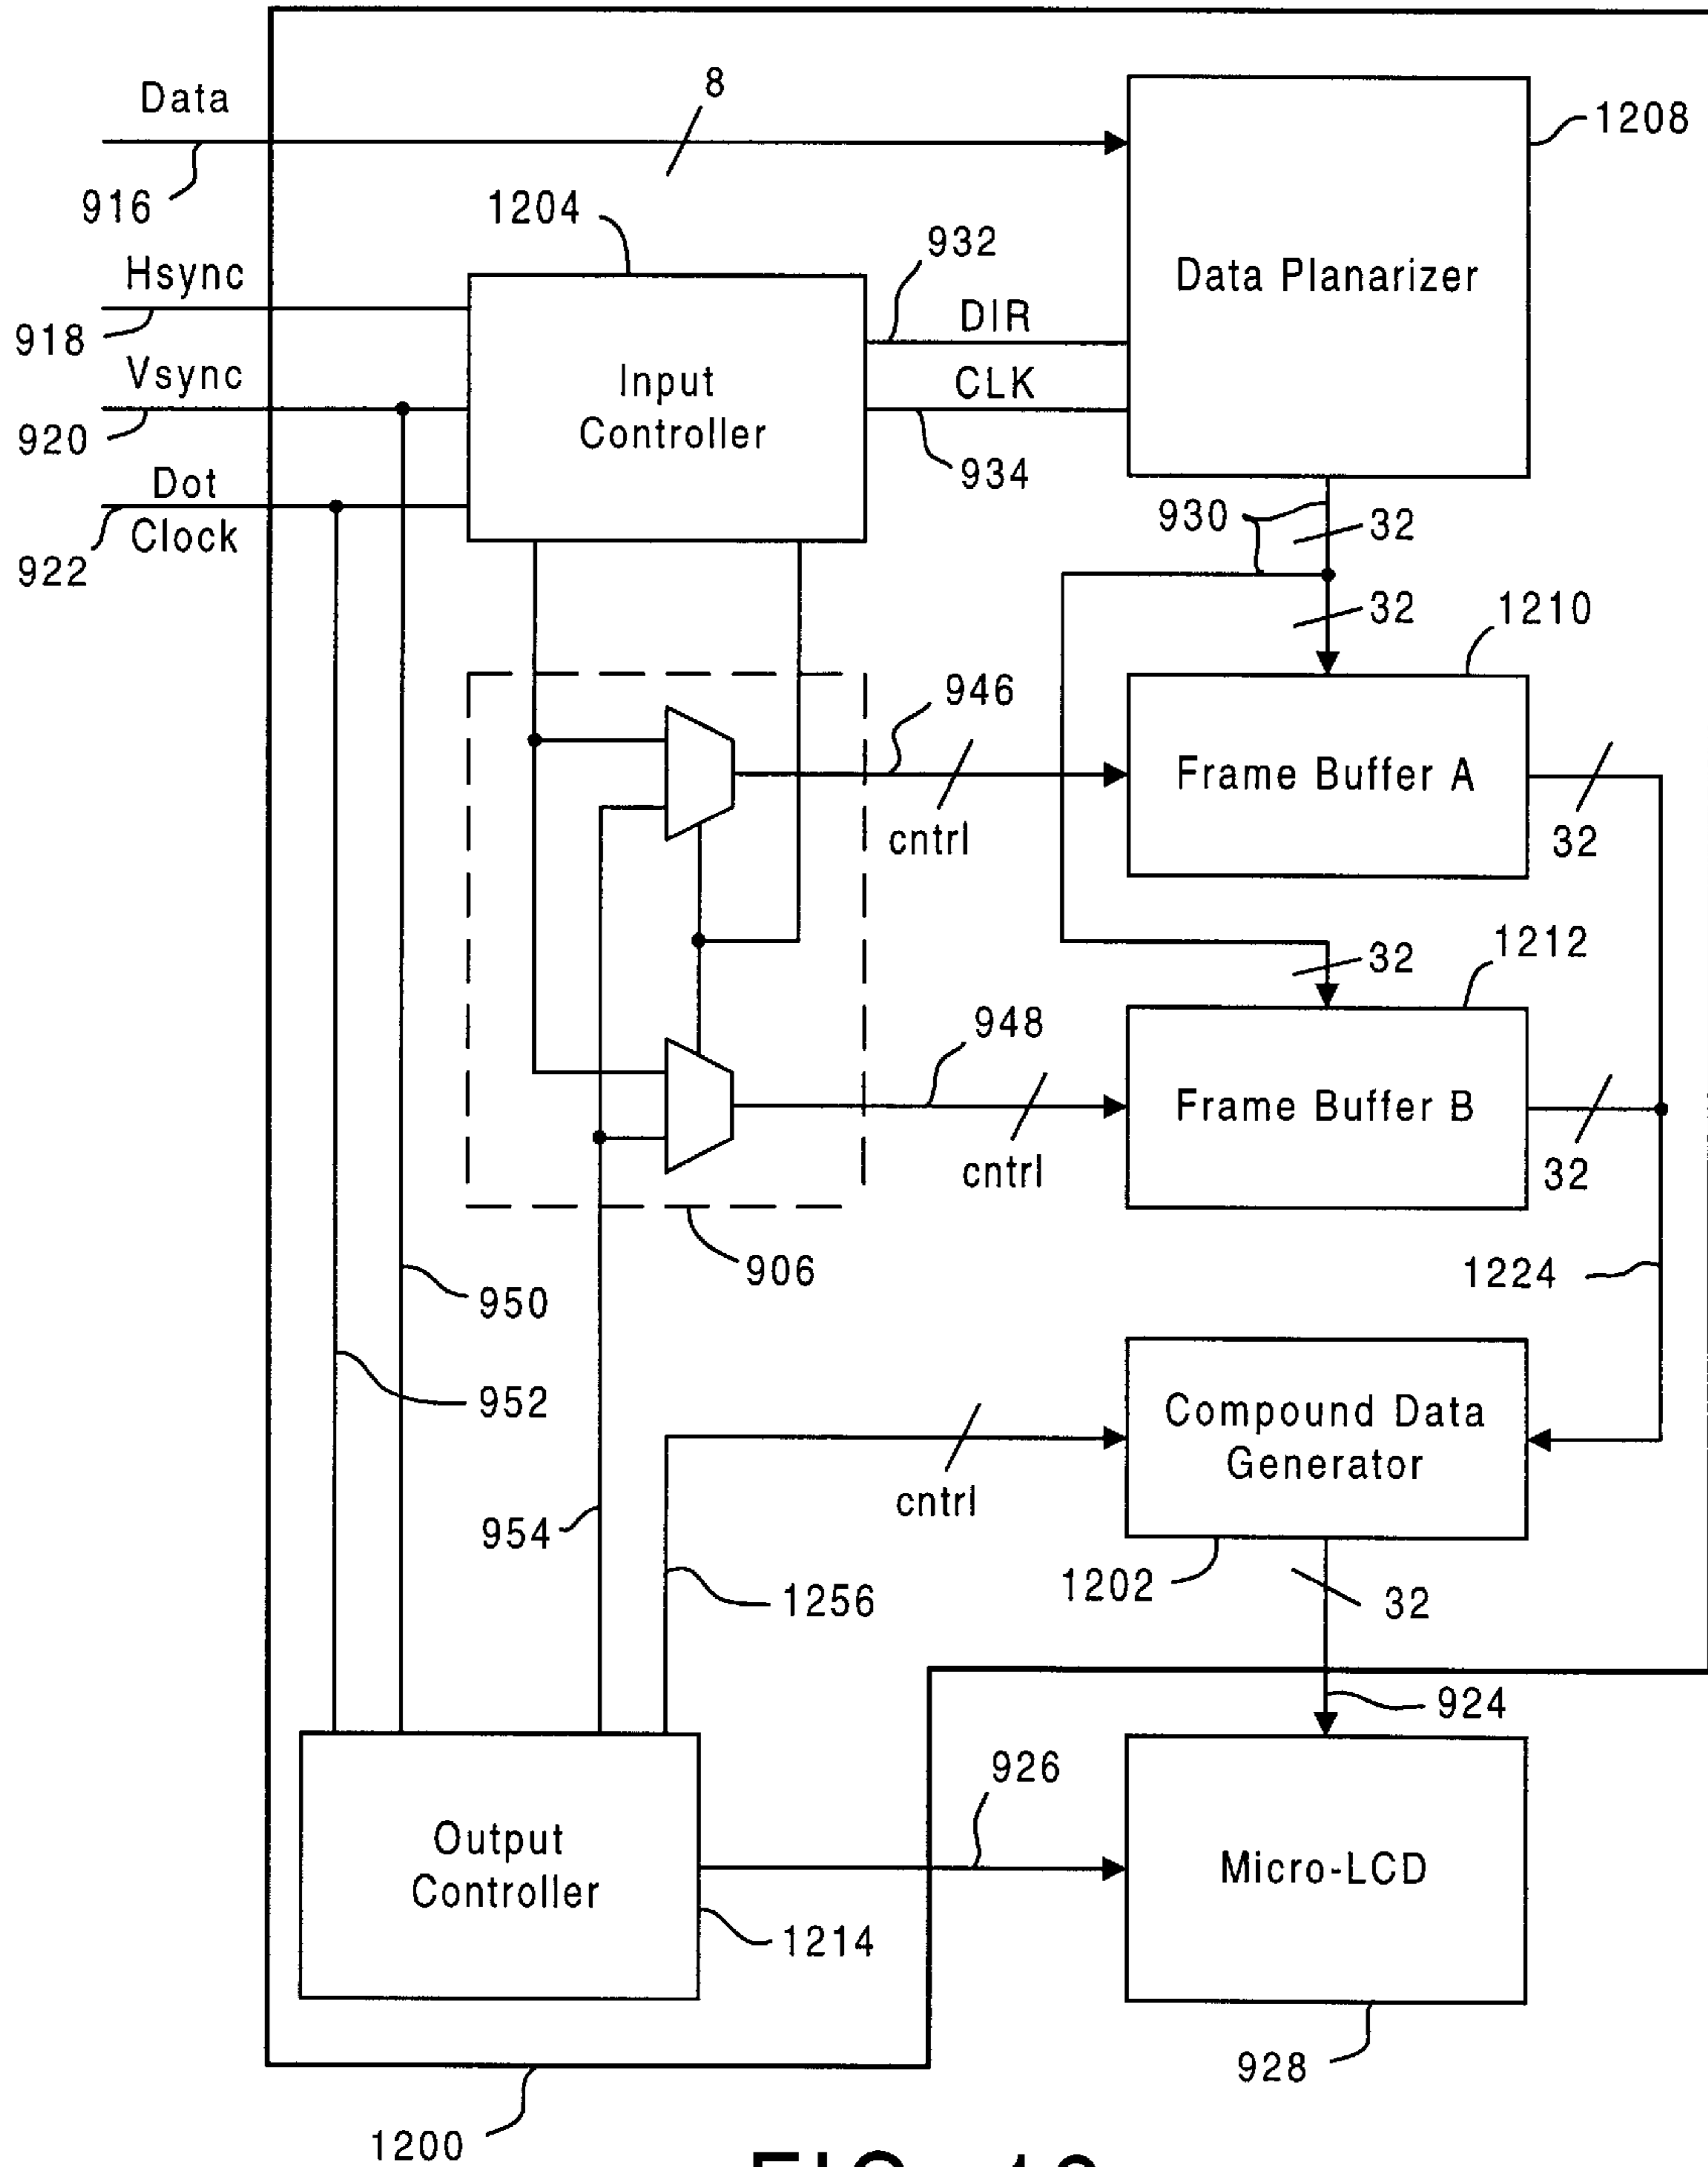 Data
8
1208
916
1204
932
Hsync
918
DIR
Data Planarizer
Vsync
Input
Controller
CLK
920
934
Dot
Clock
922
930
32
32
1210
946
Frame Buffer A
cntrl
32
32
1212
948
Frame Buffer B
cntrl
32
906
1224
950
952
Compound Data
Generator
cntrl
954
1256
1202
32
924
926
Output
Controller
Micro-LCD
1214
928
1200